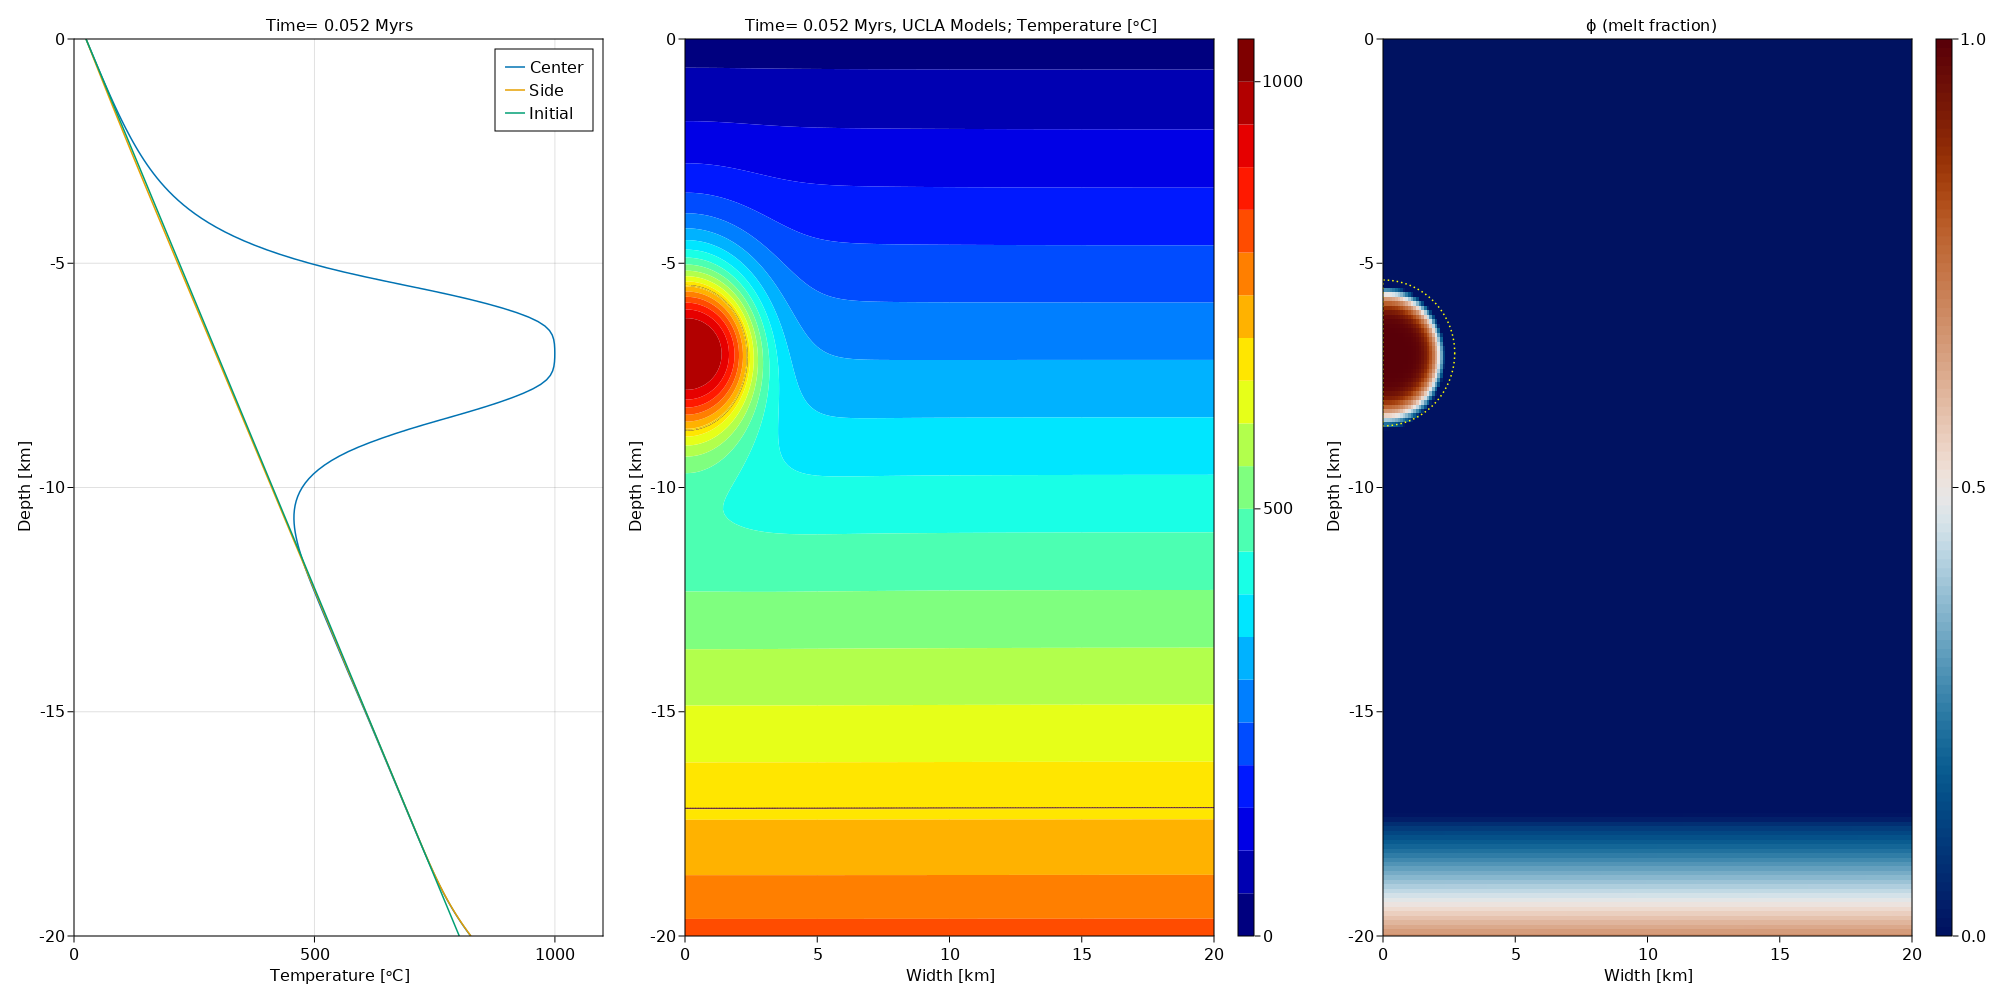 Time= 0.052 Myrs
0
-5
-10
-15
-20
Depth [km]
0
500
1000
Temperature [ᵒC]
Center
Side
Initial
Time= 0.052 Myrs, UCLA Models; Temperature [ᵒC]
0
-5
-10
-15
-20
Depth [km]
0
5
10
15
20
Width [km]
1000
500
0
ϕ (melt fraction)
0
-5
-10
-15
-20
Depth [km]
0
5
10
15
20
Width [km]
1.0
0.5
0.0